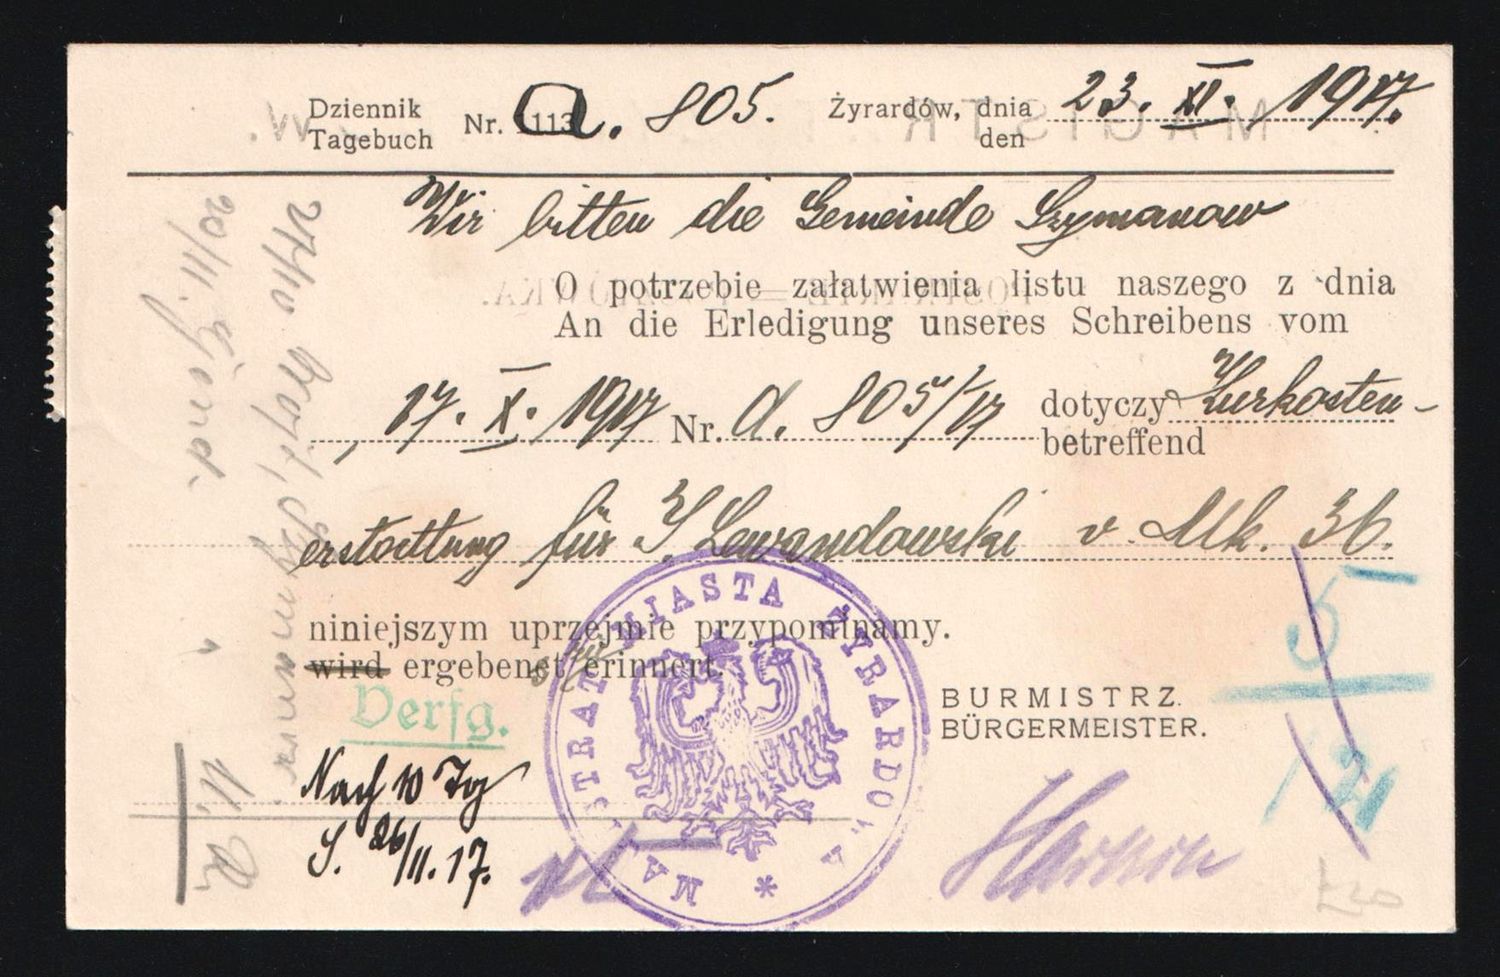 Dziennik
Tagebuch
Nr. 1113 a. 805.
Żyrardów, dnia 23. XI. 1917.
den
Wir bitten die Gemeinde Szymanow
O potrzebie załatwienia listu naszego z dnia
An die Erledigung unseres Schreibens vom
17. X. 1917 Nr. a. 805/17 dotyczy Kurkosten-
betreffend
erstattung für J. Lewandowski v. Mk. 36.
niniejszym uprzejmie przypominamy.
wird ergebenst zu erinnert.
Verfg.
BURMISTRZ.
BÜRGERMEISTER.
Nach 10 Tg
S. 26/11. 17.
MAGISTRAT MIASTA ŻYRARDOWA *
5